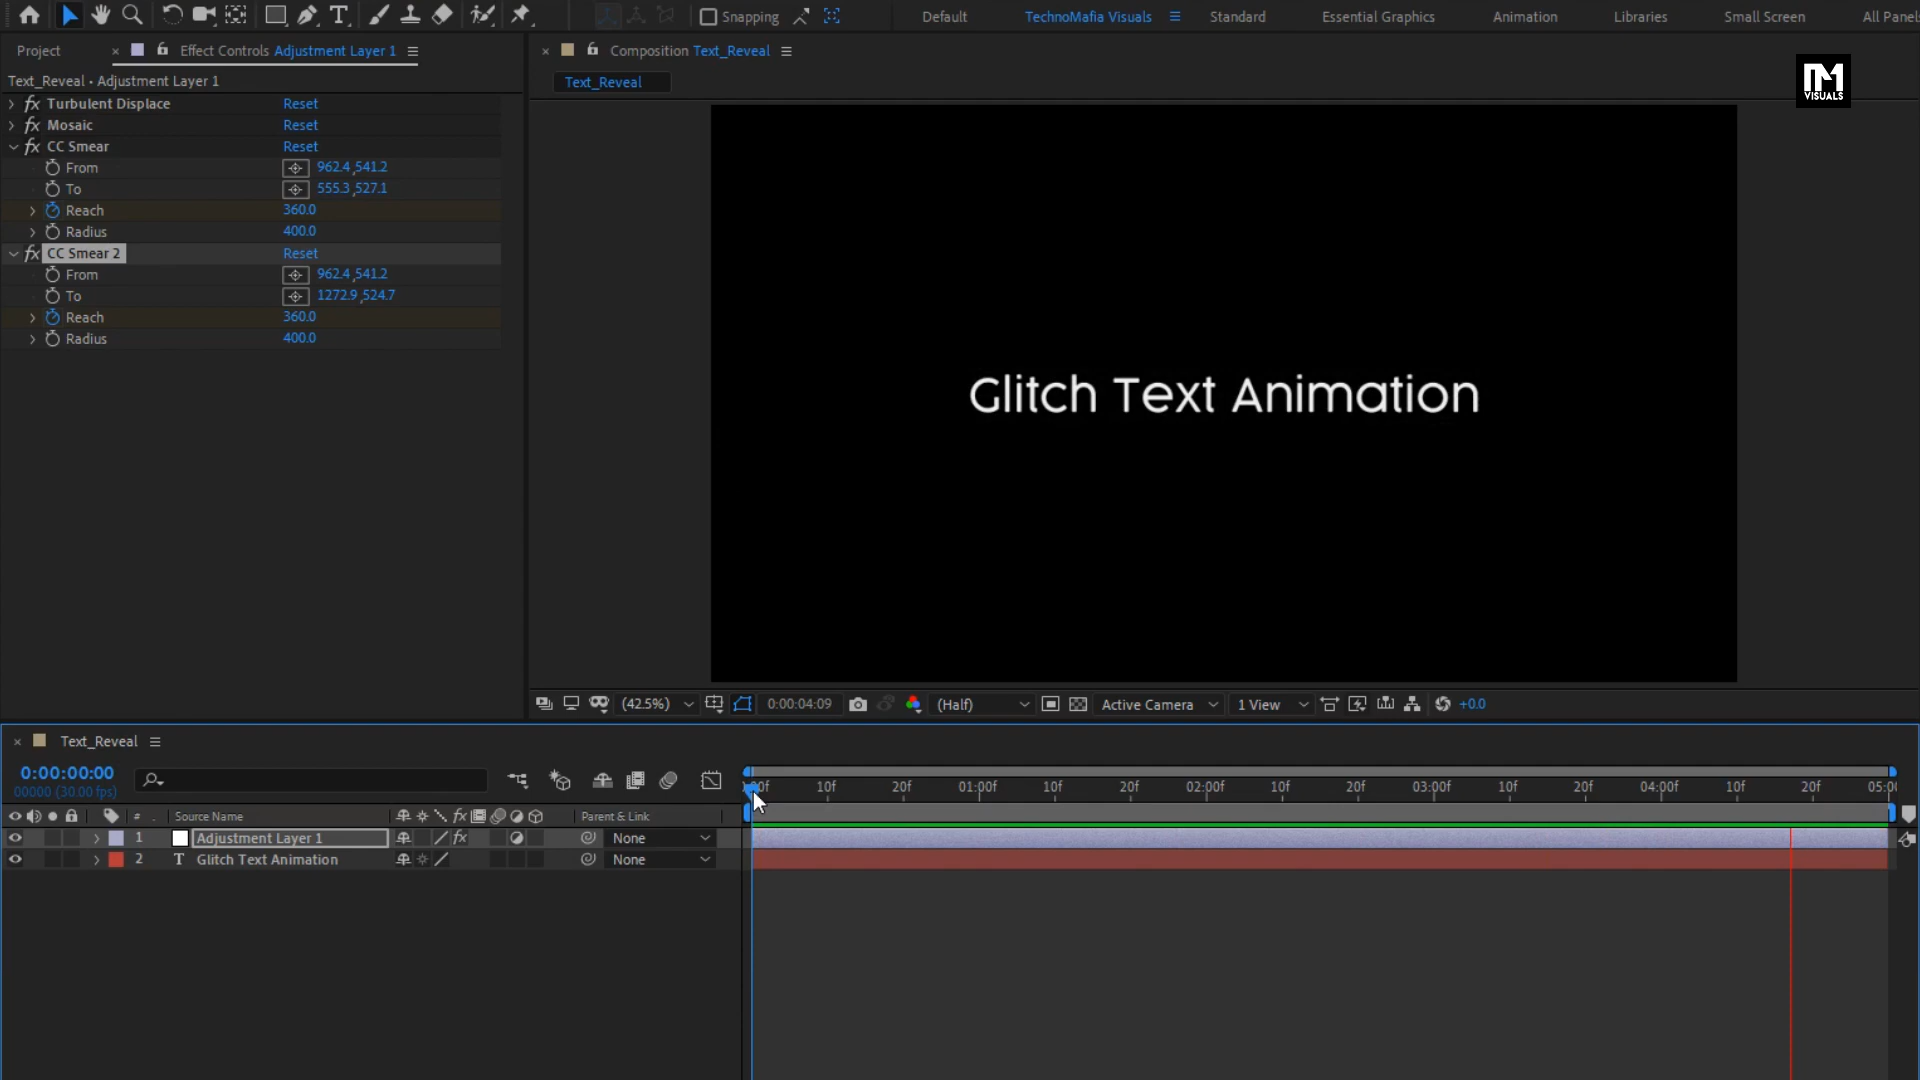 Snapping
Default
TechnoMafia Visuals
Standard
Essential Graphics
Animation
Libraries
Small Screen
All Panels
Project
Effect Controls Adjustment Layer 1
Composition Text_Reveal
Text_Reveal • Adjustment Layer 1
Text_Reveal
VISUALS
fx Turbulent Displace Reset
fx Mosaic Reset
fx CC Smear Reset
From 962.4,541.2
To 555.3,527.1
Reach 360.0
Radius 400.0
fx CC Smear 2 Reset
From 962.4,541.2
To 1272.9,524.7
Reach 360.0
Radius 400.0
Glitch Text Animation
(42.5%) 0:00:04:09 (Half) Active Camera 1 View +0.0
Text_Reveal
0:00:00:00
00000 (30.00 fps)
10f 20f 01:00f 10f 20f 02:00f 10f 20f 03:00f 10f 20f 04:00f 10f 20f
# Source Name fx Parent & Link
1 Adjustment Layer 1 fx None
2 T Glitch Text Animation None